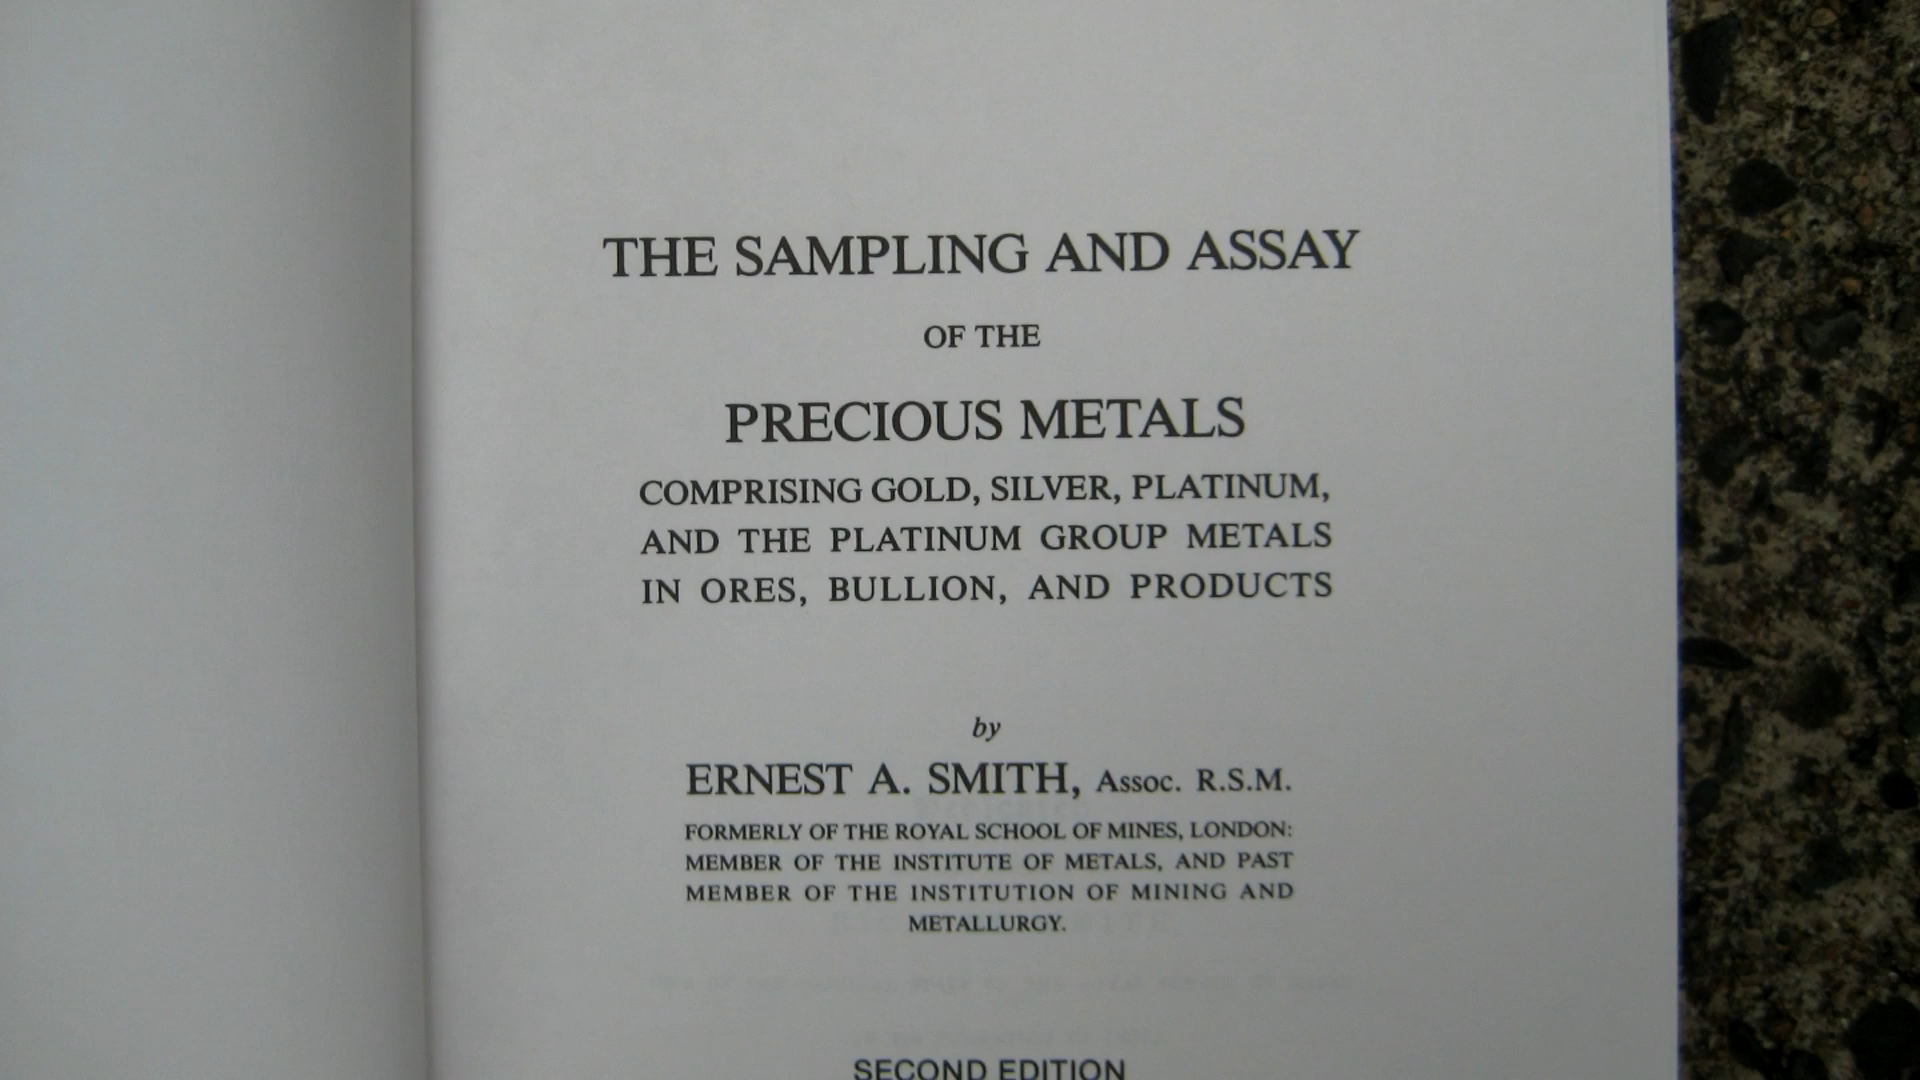 THE SAMPLING AND ASSAY
OF THE
PRECIOUS METALS
COMPRISING GOLD, SILVER, PLATINUM,
AND THE PLATINUM GROUP METALS
IN ORES, BULLION, AND PRODUCTS
by
ERNEST A. SMITH, Assoc. R.S.M.
FORMERLY OF THE ROYAL SCHOOL OF MINES, LONDON:
MEMBER OF THE INSTITUTE OF METALS, AND PAST
MEMBER OF THE INSTITUTION OF MINING AND
METALLURGY.
SECOND EDITION